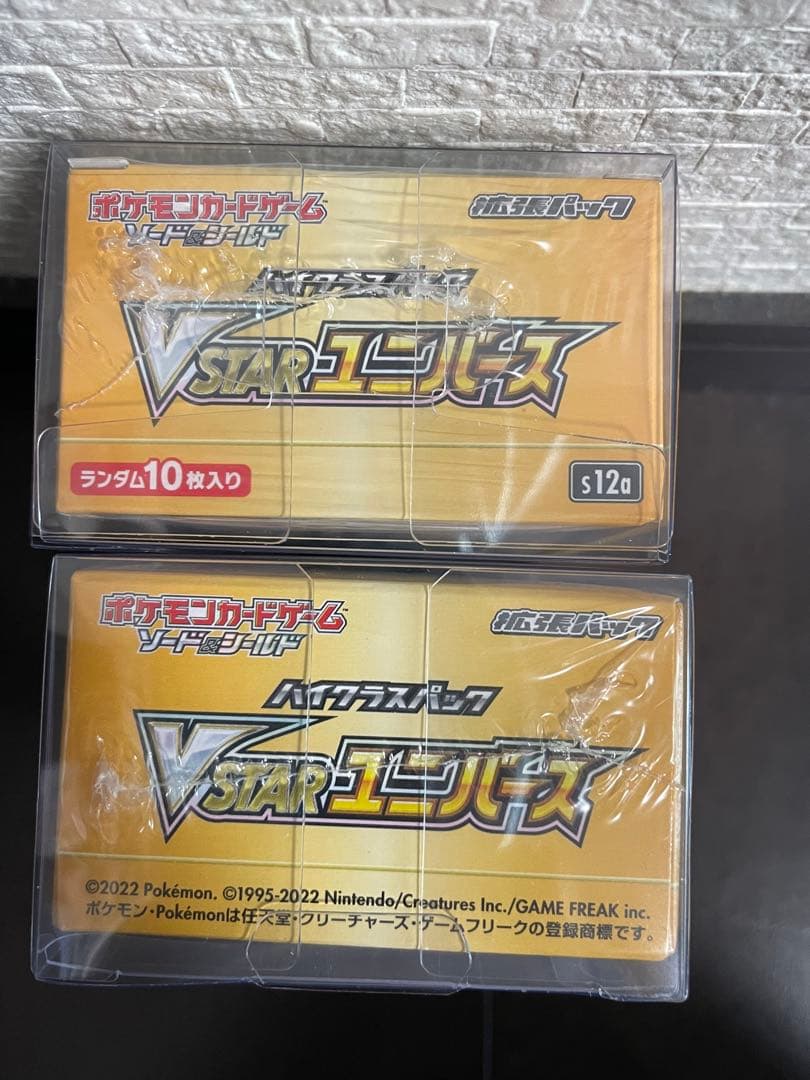 ポケモンカードゲーム
ソード&シールド
拡張パック
ハイクラスパック
VSTARユニバース
ランダム10枚入り
s12a
ポケモンカードゲーム
ソード&シールド
拡張パック
ハイクラスパック
VSTARユニバース
©2022 Pokémon. ©1995-2022 Nintendo/Creatures Inc./GAME FREAK inc.
ポケモン・Pokémonは任天堂・クリーチャーズ・ゲームフリークの登録商標です。